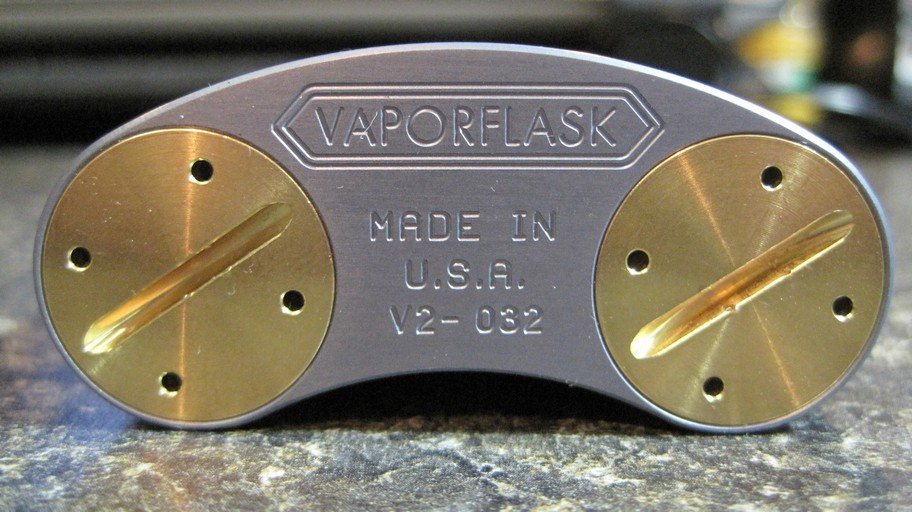 VAPORFLASK
MADE IN
U.S.A.
V2-032